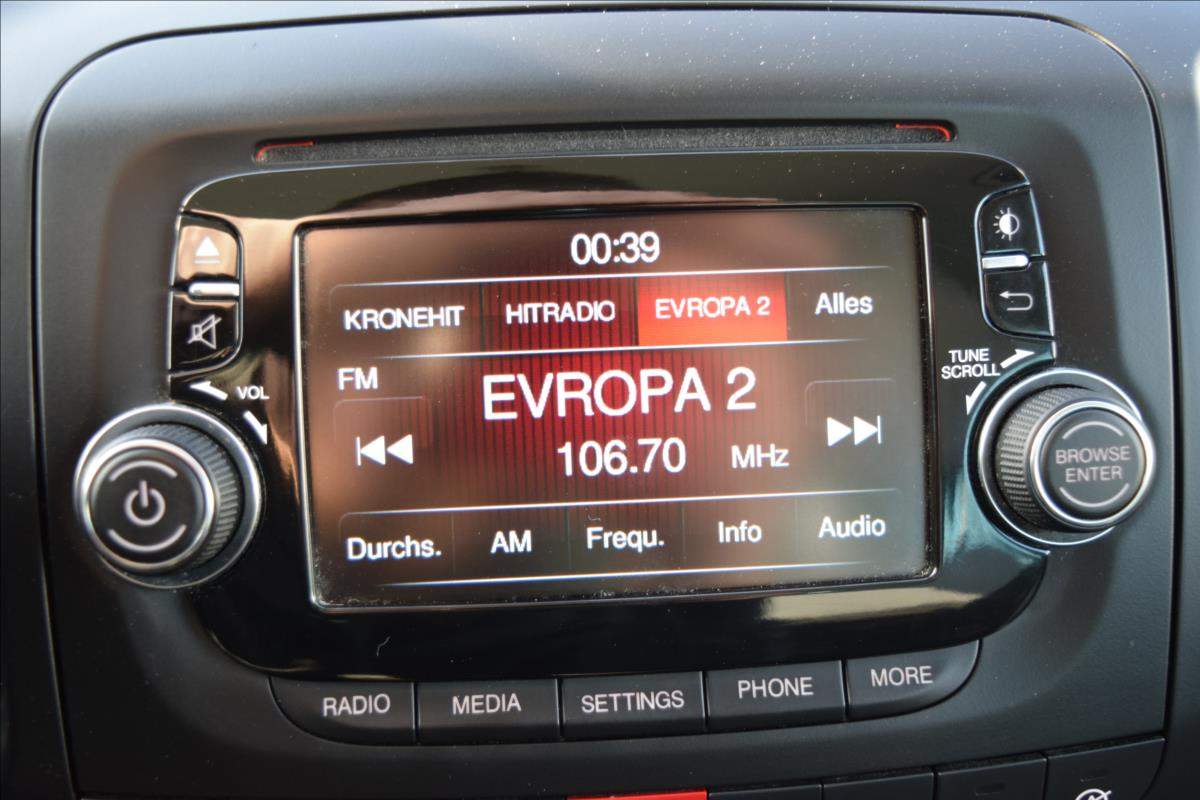 00:39
KRONEHIT HITRADIO EVROPA 2 Alles
FM
EVROPA 2
106.70 MHz
Durchs. AM Frequ. Info Audio
VOL
TUNE
SCROLL
BROWSE
ENTER
RADIO MEDIA SETTINGS PHONE MORE